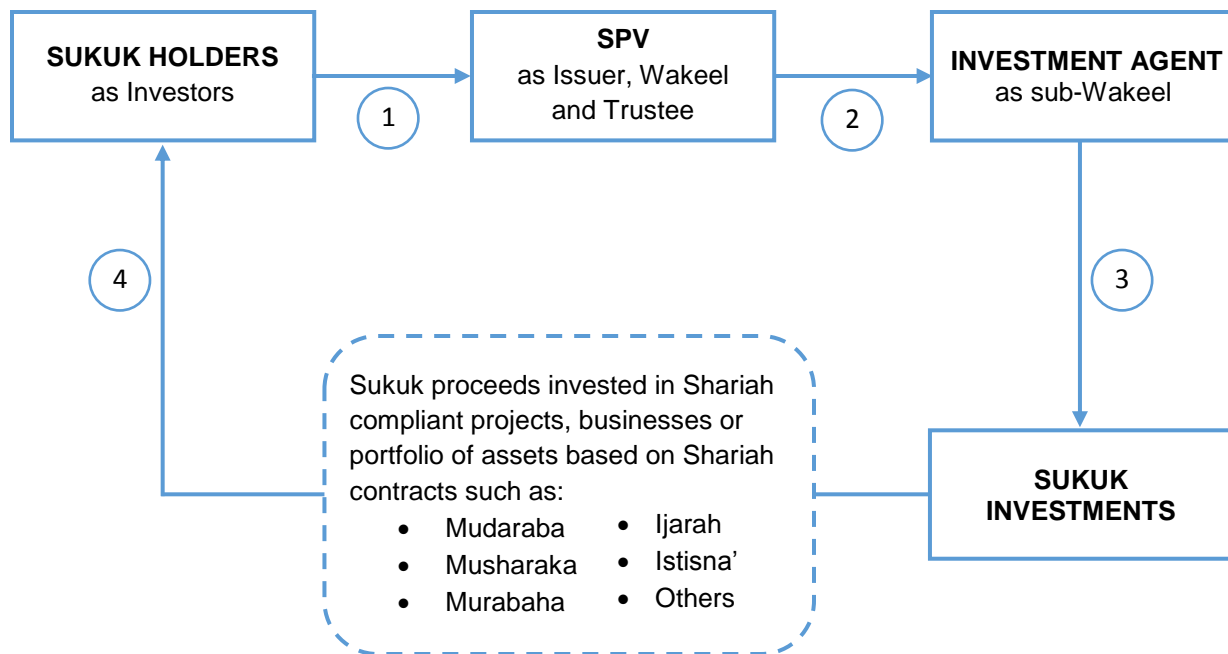 SUKUK HOLDERS
as Investors
1
SPV
as Issuer, Wakeel
and Trustee
2
INVESTMENT AGENT
as sub-Wakeel
4
3
Sukuk proceeds invested in Shariah
compliant projects, businesses or
portfolio of assets based on Shariah
contracts such as:
• Mudaraba
• Musharaka
• Murabaha
• Ijarah
• Istisna’
• Others
SUKUK
INVESTMENTS